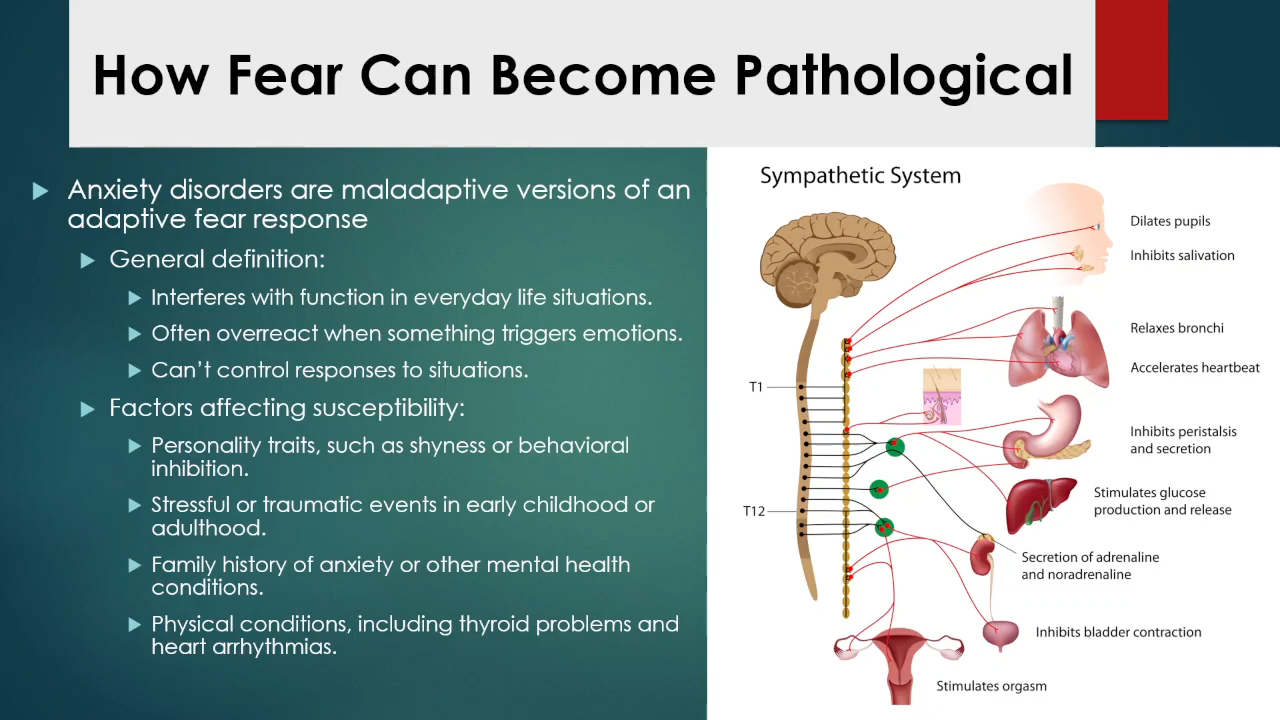 How Fear Can Become Pathological
Anxiety disorders are maladaptive versions of an
adaptive fear response
General definition:
Interferes with function in everyday life situations.
Often overreact when something triggers emotions.
Can't control responses to situations.
Factors affecting susceptibility:
Personality traits, such as shyness or behavioral
inhibition.
Stressful or traumatic events in early childhood or
adulthood.
Family history of anxiety or other mental health
conditions.
Physical conditions, including thyroid problems and
heart arrhythmias.
Sympathetic System
Dilates pupils
Inhibits salivation
Relaxes bronchi
Accelerates heartbeat
T1
Inhibits peristalsis
and secretion
Stimulates glucose
production and release
T12
Secretion of adrenaline
and noradrenaline
Inhibits bladder contraction
Stimulates orgasm